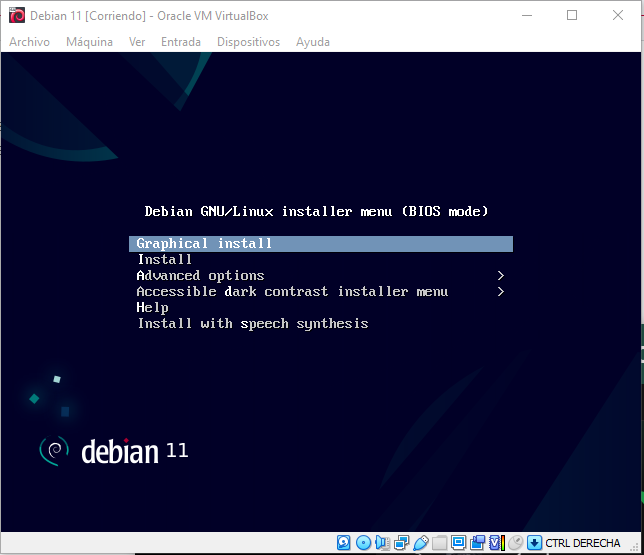 Debian 11 [Corriendo] - Oracle VM VirtualBox
Archivo Máquina Ver Entrada Dispositivos Ayuda
Debian GNU/Linux installer menu (BIOS mode)
Graphical install
Install
Advanced options >
Accessible dark contrast installer menu >
Help
Install with speech synthesis
debian 11
CTRL DERECHA